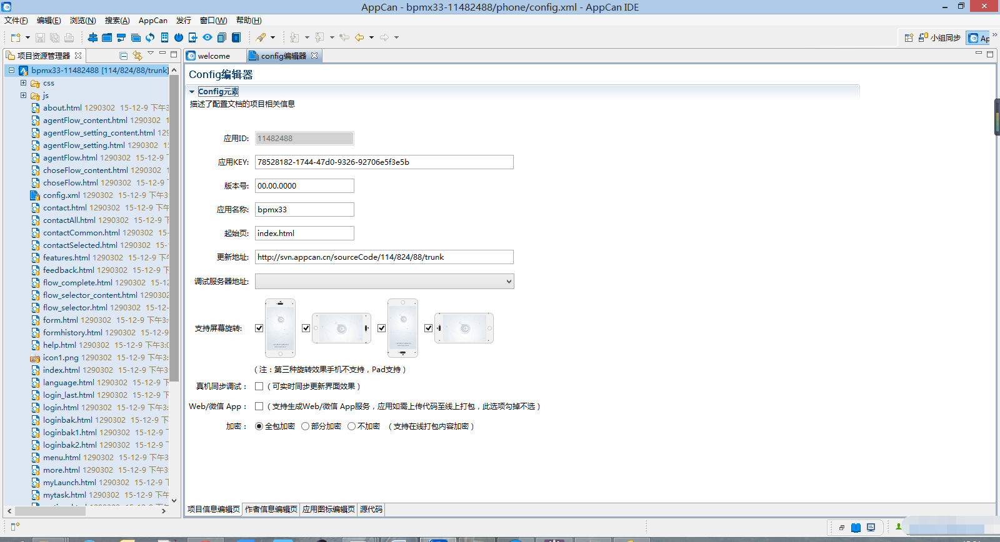 AppCan - bpmx33-11482488/phone/config.xml - AppCan IDE
文件(F) 编辑(E) 浏览(N) 搜索(A) AppCan 发行 窗口(W) 帮助(H)
小组同步 Ap
项目资源管理器
welcome config编辑器
bpmx33-11482488 [114/824/88/trunk]
css
js
about.html 1290302 15-12-9 下午3
agentFlow_content.html 1290302 1
agentFlow_setting_content.html 129
agentFlow_setting.html 1290302 15
agentFlow.html 1290302 15-12-9
choseFlow_content.html 1290302 1
choseFlow.html 1290302 15-12-9
config.xml 1290302 15-12-9 下午3
contact.html 1290302 15-12-9 下午
contactAll.html 1290302 15-12-9 下
contactCommon.html 1290302 15-
contactSelected.html 1290302 15-
features.html 1290302 15-12-9 下午
feedback.html 1290302 15-12-9 下
flow_complete.html 1290302 15-12
flow_selector_content.html 129030
flow_selector.html 1290302 15-12-
form.html 1290302 15-12-9 下午3:
formhistory.html 1290302 15-12-9
help.html 1290302 15-12-9 下午3:0
icon1.png 1290302 15-12-9 下午3:
index.html 1290302 15-12-9 下午3:
language.html 1290302 15-12-9 下
login_last.html 1290302 15-12-9 下
login.html 1290302 15-12-9 下午3:
loginbak.html 1290302 15-12-9 下
loginbak1.html 1290302 15-12-9 下
loginbak2.html 1290302 15-12-9 下
menu.html 1290302 15-12-9 下午3
more.html 1290302 15-12-9 下午3:
myLaunch.html 1290302 15-12-9 下
mytask.html 1290302 15-12-9 下午
Config编辑器
Config元素
描述了配置文档的项目相关信息
应用ID: 11482488
应用KEY: 78528182-1744-47d0-9326-92706e5f3e5b
版本号: 00.00.0000
应用名称: bpmx33
起始页: index.html
更新地址: http://svn.appcan.cn/sourceCode/114/824/88/trunk
调试服务器地址:
支持屏幕旋转:
（注：第三种旋转效果手机不支持，Pad支持）
真机同步调试：（可实时同步更新界面效果）
Web/微信 App：（支持生成Web/微信 App服务，应用如需上传代码至线上打包，此选项勾掉不选）
加密： 全包加密 部分加密 不加密 （支持在线打包内容加密）
项目信息编辑页 作者信息编辑页 应用图标编辑页 源代码